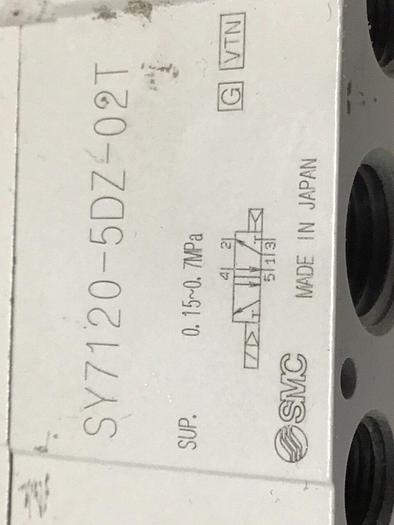 SY7120-5DZ-02T
SUP. 0.15~0.7MPa
4 2
5 1 3
G VTN
SMC MADE IN JAPAN